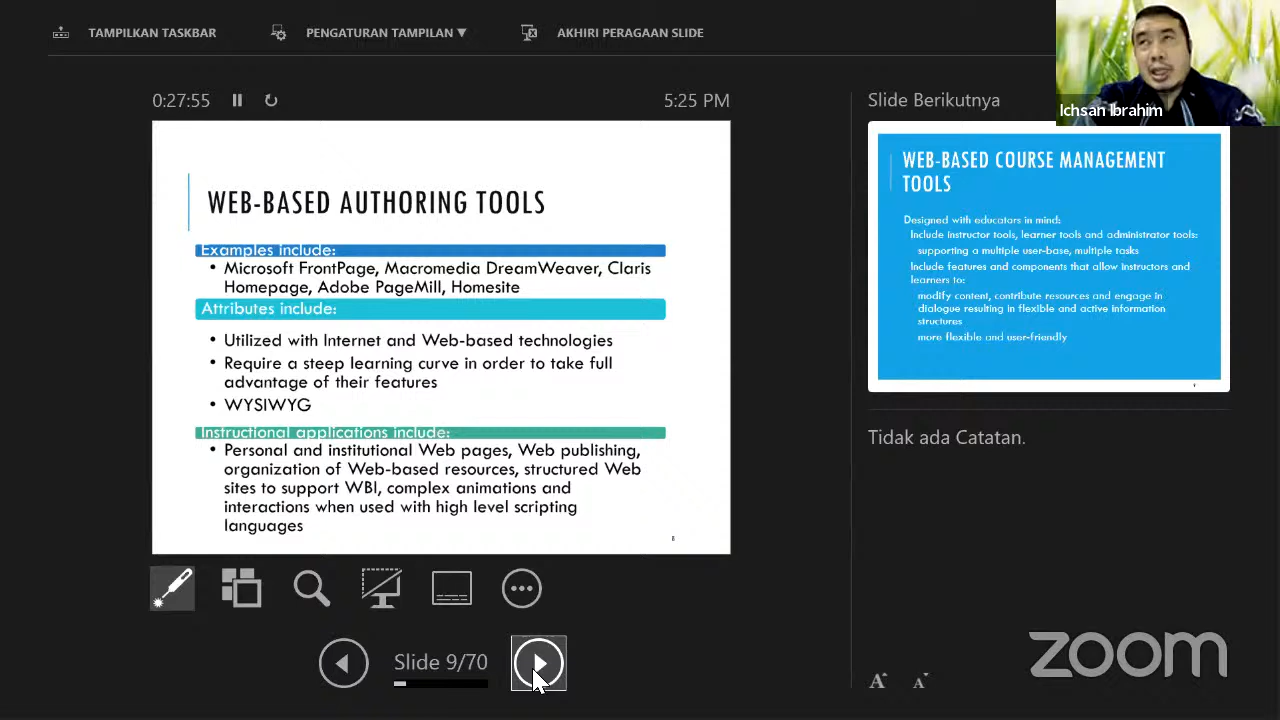 TAMPILKAN TASKBAR
PENGATURAN TAMPILAN ▼
AKHIRI PERAGAAN SLIDE
Ichsan Ibrahim
0:27:55
5:25 PM
WEB-BASED AUTHORING TOOLS
Examples include:
• Microsoft FrontPage, Macromedia DreamWeaver, Claris
Homepage, Adobe PageMill, Homesite
Attributes include:
• Utilized with Internet and Web-based technologies
• Require a steep learning curve in order to take full
advantage of their features
• WYSIWYG
Instructional applications include:
• Personal and institutional Web pages, Web publishing,
organization of Web-based resources, structured Web
sites to support WBI, complex animations and
interactions when used with high level scripting
languages
8
Slide 9/70
Slide Berikutnya
WEB-BASED COURSE MANAGEMENT
TOOLS
Designed with educators in mind:
Include instructor tools, learner tools and administrator tools:
supporting a multiple user-base, multiple tasks
Include features and components that allow instructors and
learners to:
modify content, contribute resources and engage in
dialogue resulting in flexible and active information
structures
more flexible and user-friendly
Tidak ada Catatan.
A A
zoom